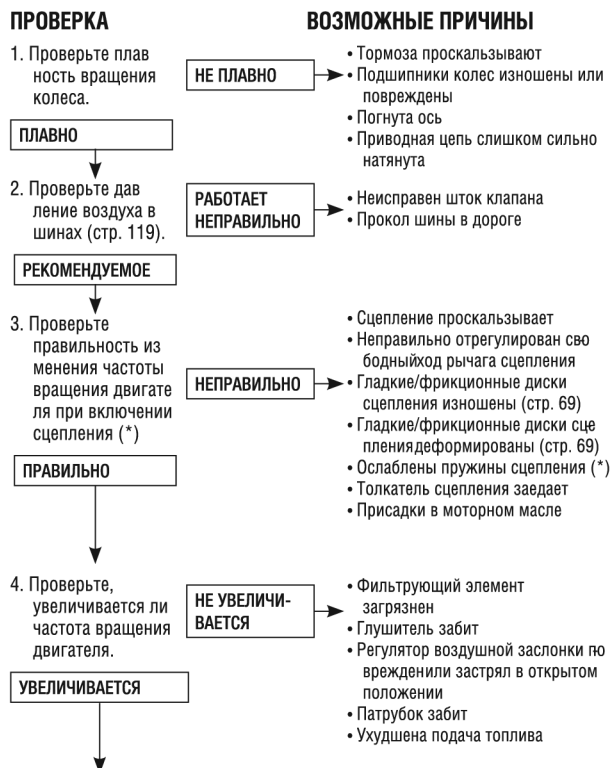 ПРОВЕРКА
ВОЗМОЖНЫЕ ПРИЧИНЫ
1. Проверьте плав
ность вращения
колеса.
НЕ ПЛАВНО
• Тормоза проскальзывают
• Подшипники колес изношены или
повреждены
• Погнута ось
• Приводная цепь слишком сильно
натянута
ПЛАВНО
2. Проверьте дав
ление воздуха в
шинах (стр. 119).
РАБОТАЕТ
НЕПРАВИЛЬНО
• Неисправен шток клапана
• Прокол шины в дороге
РЕКОМЕНДУЕМОЕ
3. Проверьте
правильность из
менения частоты
вращения двигате
ля при включении
сцепления (*)
НЕПРАВИЛЬНО
• Сцепление проскальзывает
• Неправильно отрегулирован сво
бодныйход рычага сцепления
• Гладкие/фрикционные диски
сцепления изношены (стр. 69)
• Гладкие/фрикционные диски сце
пления деформированы (стр. 69)
• Ослаблены пружины сцепления (*)
• Толкатель сцепления заедает
• Присадки в моторном масле
ПРАВИЛЬНО
4. Проверьте,
увеличивается ли
частота вращения
двигателя.
НЕ УВЕЛИЧИ-
ВАЕТСЯ
• Фильтрующий элемент
загрязнен
• Глушитель забит
• Регулятор воздушной заслонки по
врежденили застрял в открытом
положении
• Патрубок забит
• Ухудшена подача топлива
УВЕЛИЧИВАЕТСЯ